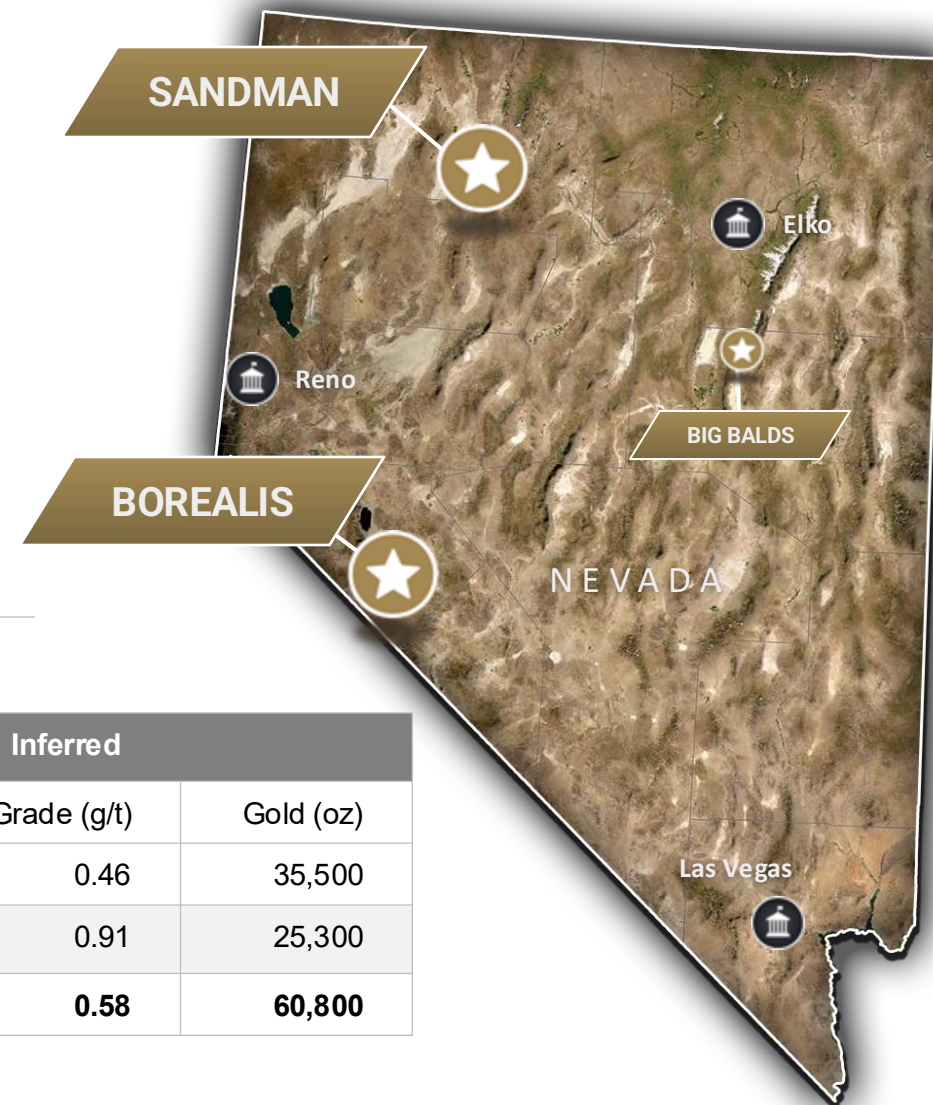 SANDMAN
Elko
Reno
BIG BALDS
BOREALIS
NEVADA
Inferred
Grade (g/t) Gold (oz)
0.46 35,500
0.91 25,300
0.58 60,800
Las Vegas